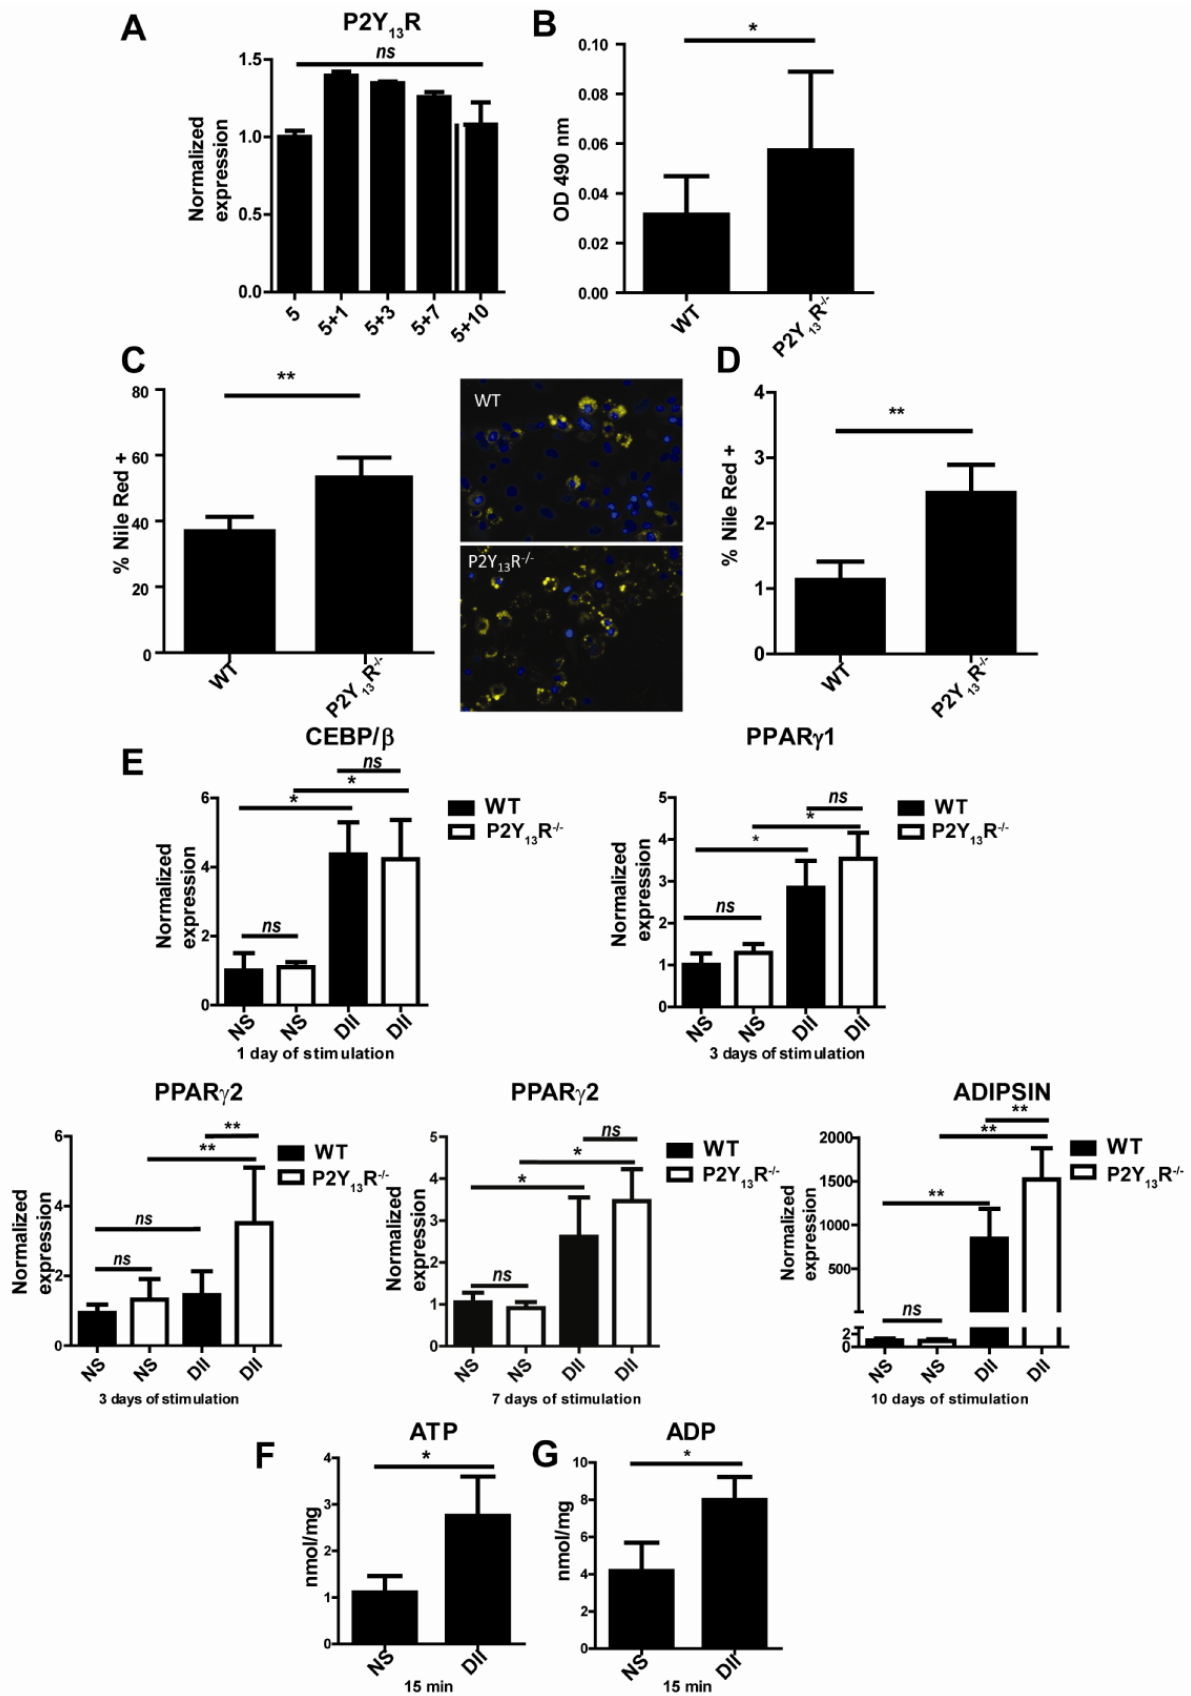 A
P2Y13R
ns
Normalized
expression
1.5
1.0
0.5
0.0
5
5+1
5+3
5+7
5+10
B
*
OD 490 nm
0.10
0.08
0.06
0.04
0.02
0.00
WT
P2Y13R-/-
C
**
% Nile Red +
80
60
40
20
0
WT
P2Y13R-/-
WT
P2Y13R-/-
D
**
% Nile Red +
4
3
2
1
0
WT
P2Y13R-/-
E
CEBP/β
ns
*
*
ns
Normalized
expression
6
4
2
0
NS
NS
DII
DII
1 day of stimulation
WT
P2Y13R-/-
PPARγ1
ns
*
*
ns
Normalized
expression
5
4
3
2
1
0
NS
NS
DII
DII
3 days of stimulation
WT
P2Y13R-/-
PPARγ2
**
**
ns
ns
Normalized
expression
6
4
2
0
NS
NS
DII
DII
3 days of stimulation
WT
P2Y13R-/-
PPARγ2
ns
*
*
ns
Normalized
expression
5
4
3
2
1
0
NS
NS
DII
DII
7 days of stimulation
WT
P2Y13R-/-
ADIPSIN
**
**
**
ns
Normalized
expression
2000
1500
1000
500
2
0
NS
NS
DII
DII
10 days of stimulation
WT
P2Y13R-/-
F
ATP
*
nmol/mg
4
3
2
1
0
NS
DII
15 min
G
ADP
*
nmol/mg
10
8
6
4
2
0
NS
DII
15 min